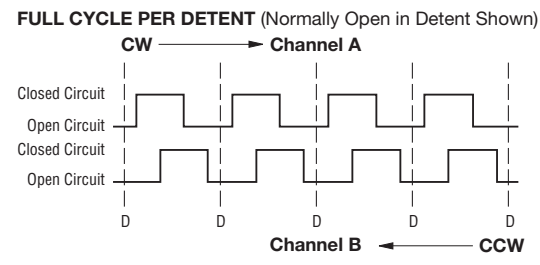 FULL CYCLE PER DETENT (Normally Open in Detent Shown)
CW Channel A
Closed Circuit
Open Circuit
Closed Circuit
Open Circuit
D D D D D
Channel B CCW